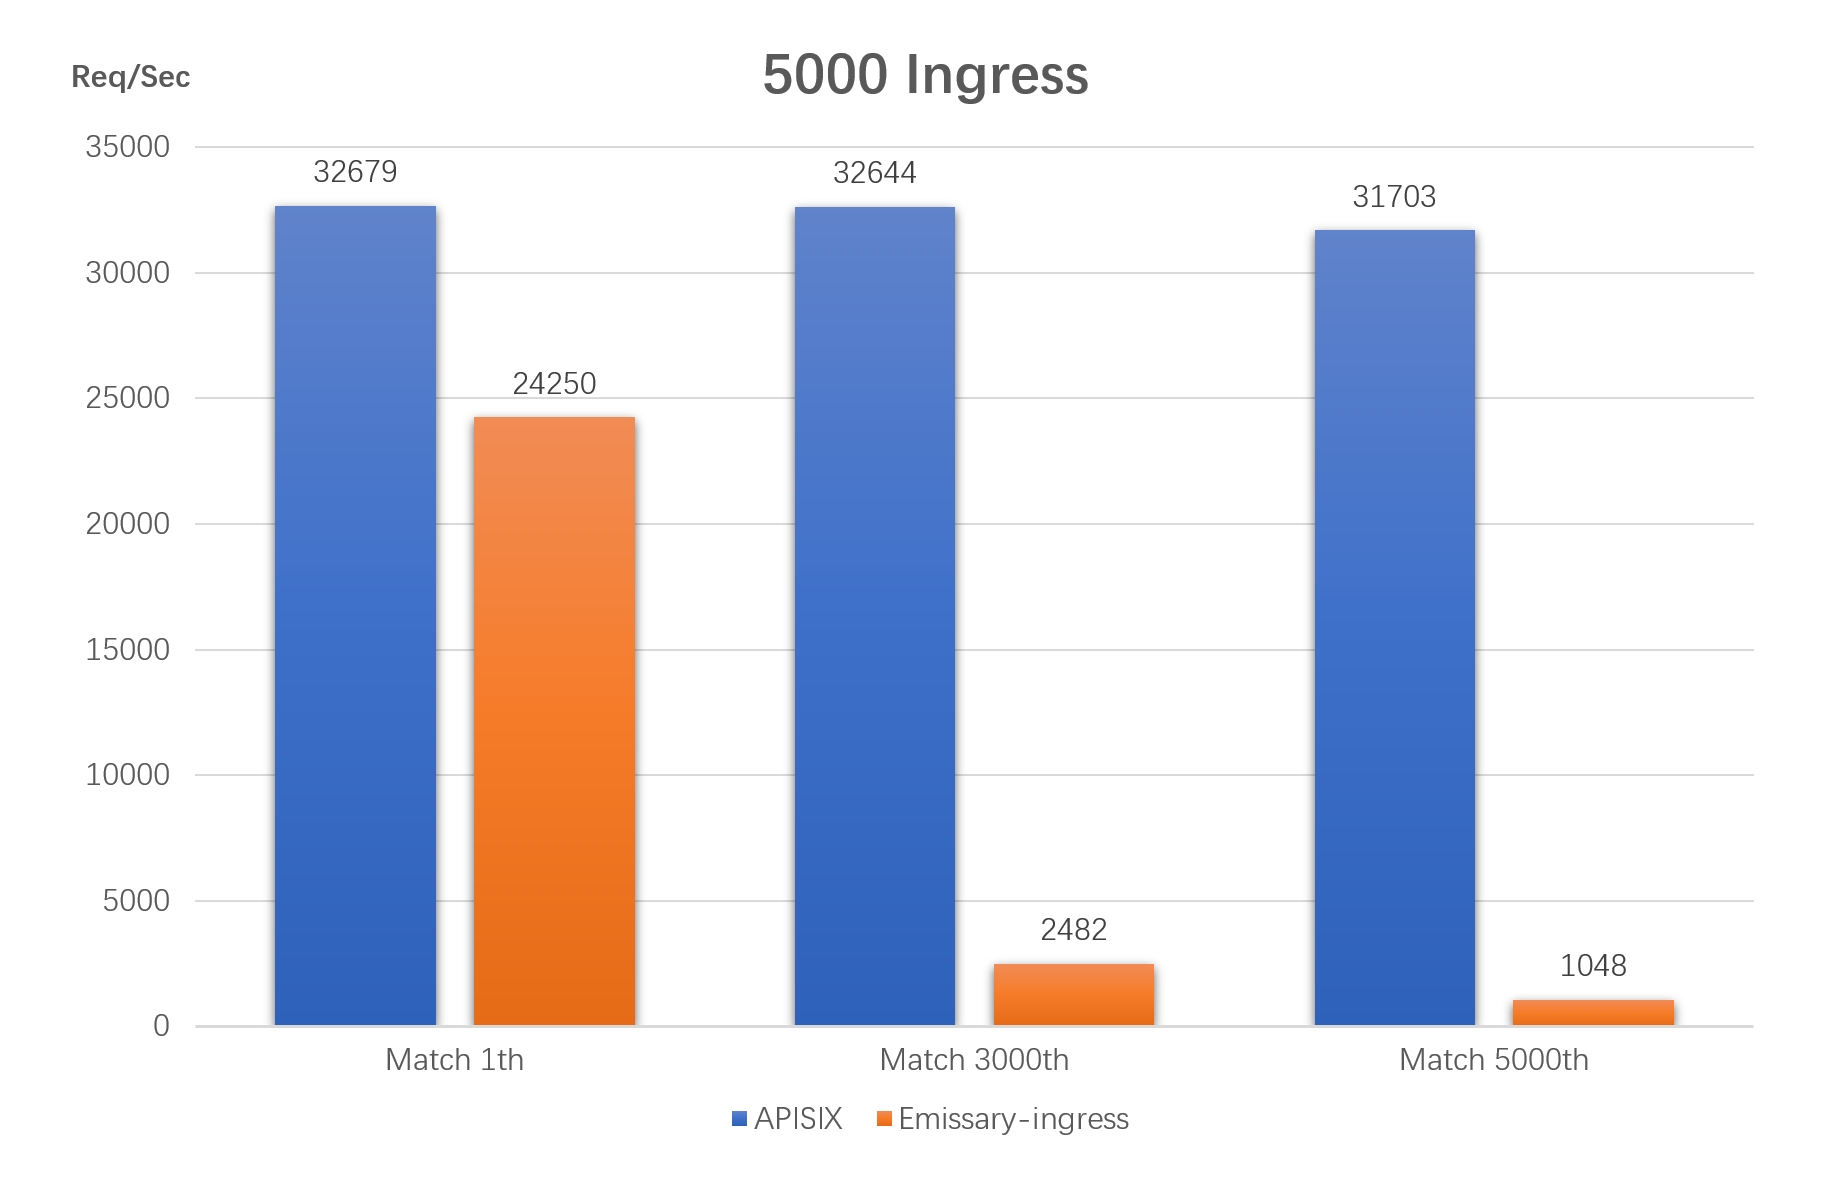 5000 Ingress
Req/Sec
35000
30000
25000
20000
15000
10000
5000
0
32679
24250
32644
2482
31703
1048
Match 1th
Match 3000th
Match 5000th
APISIX
Emissary-ingress